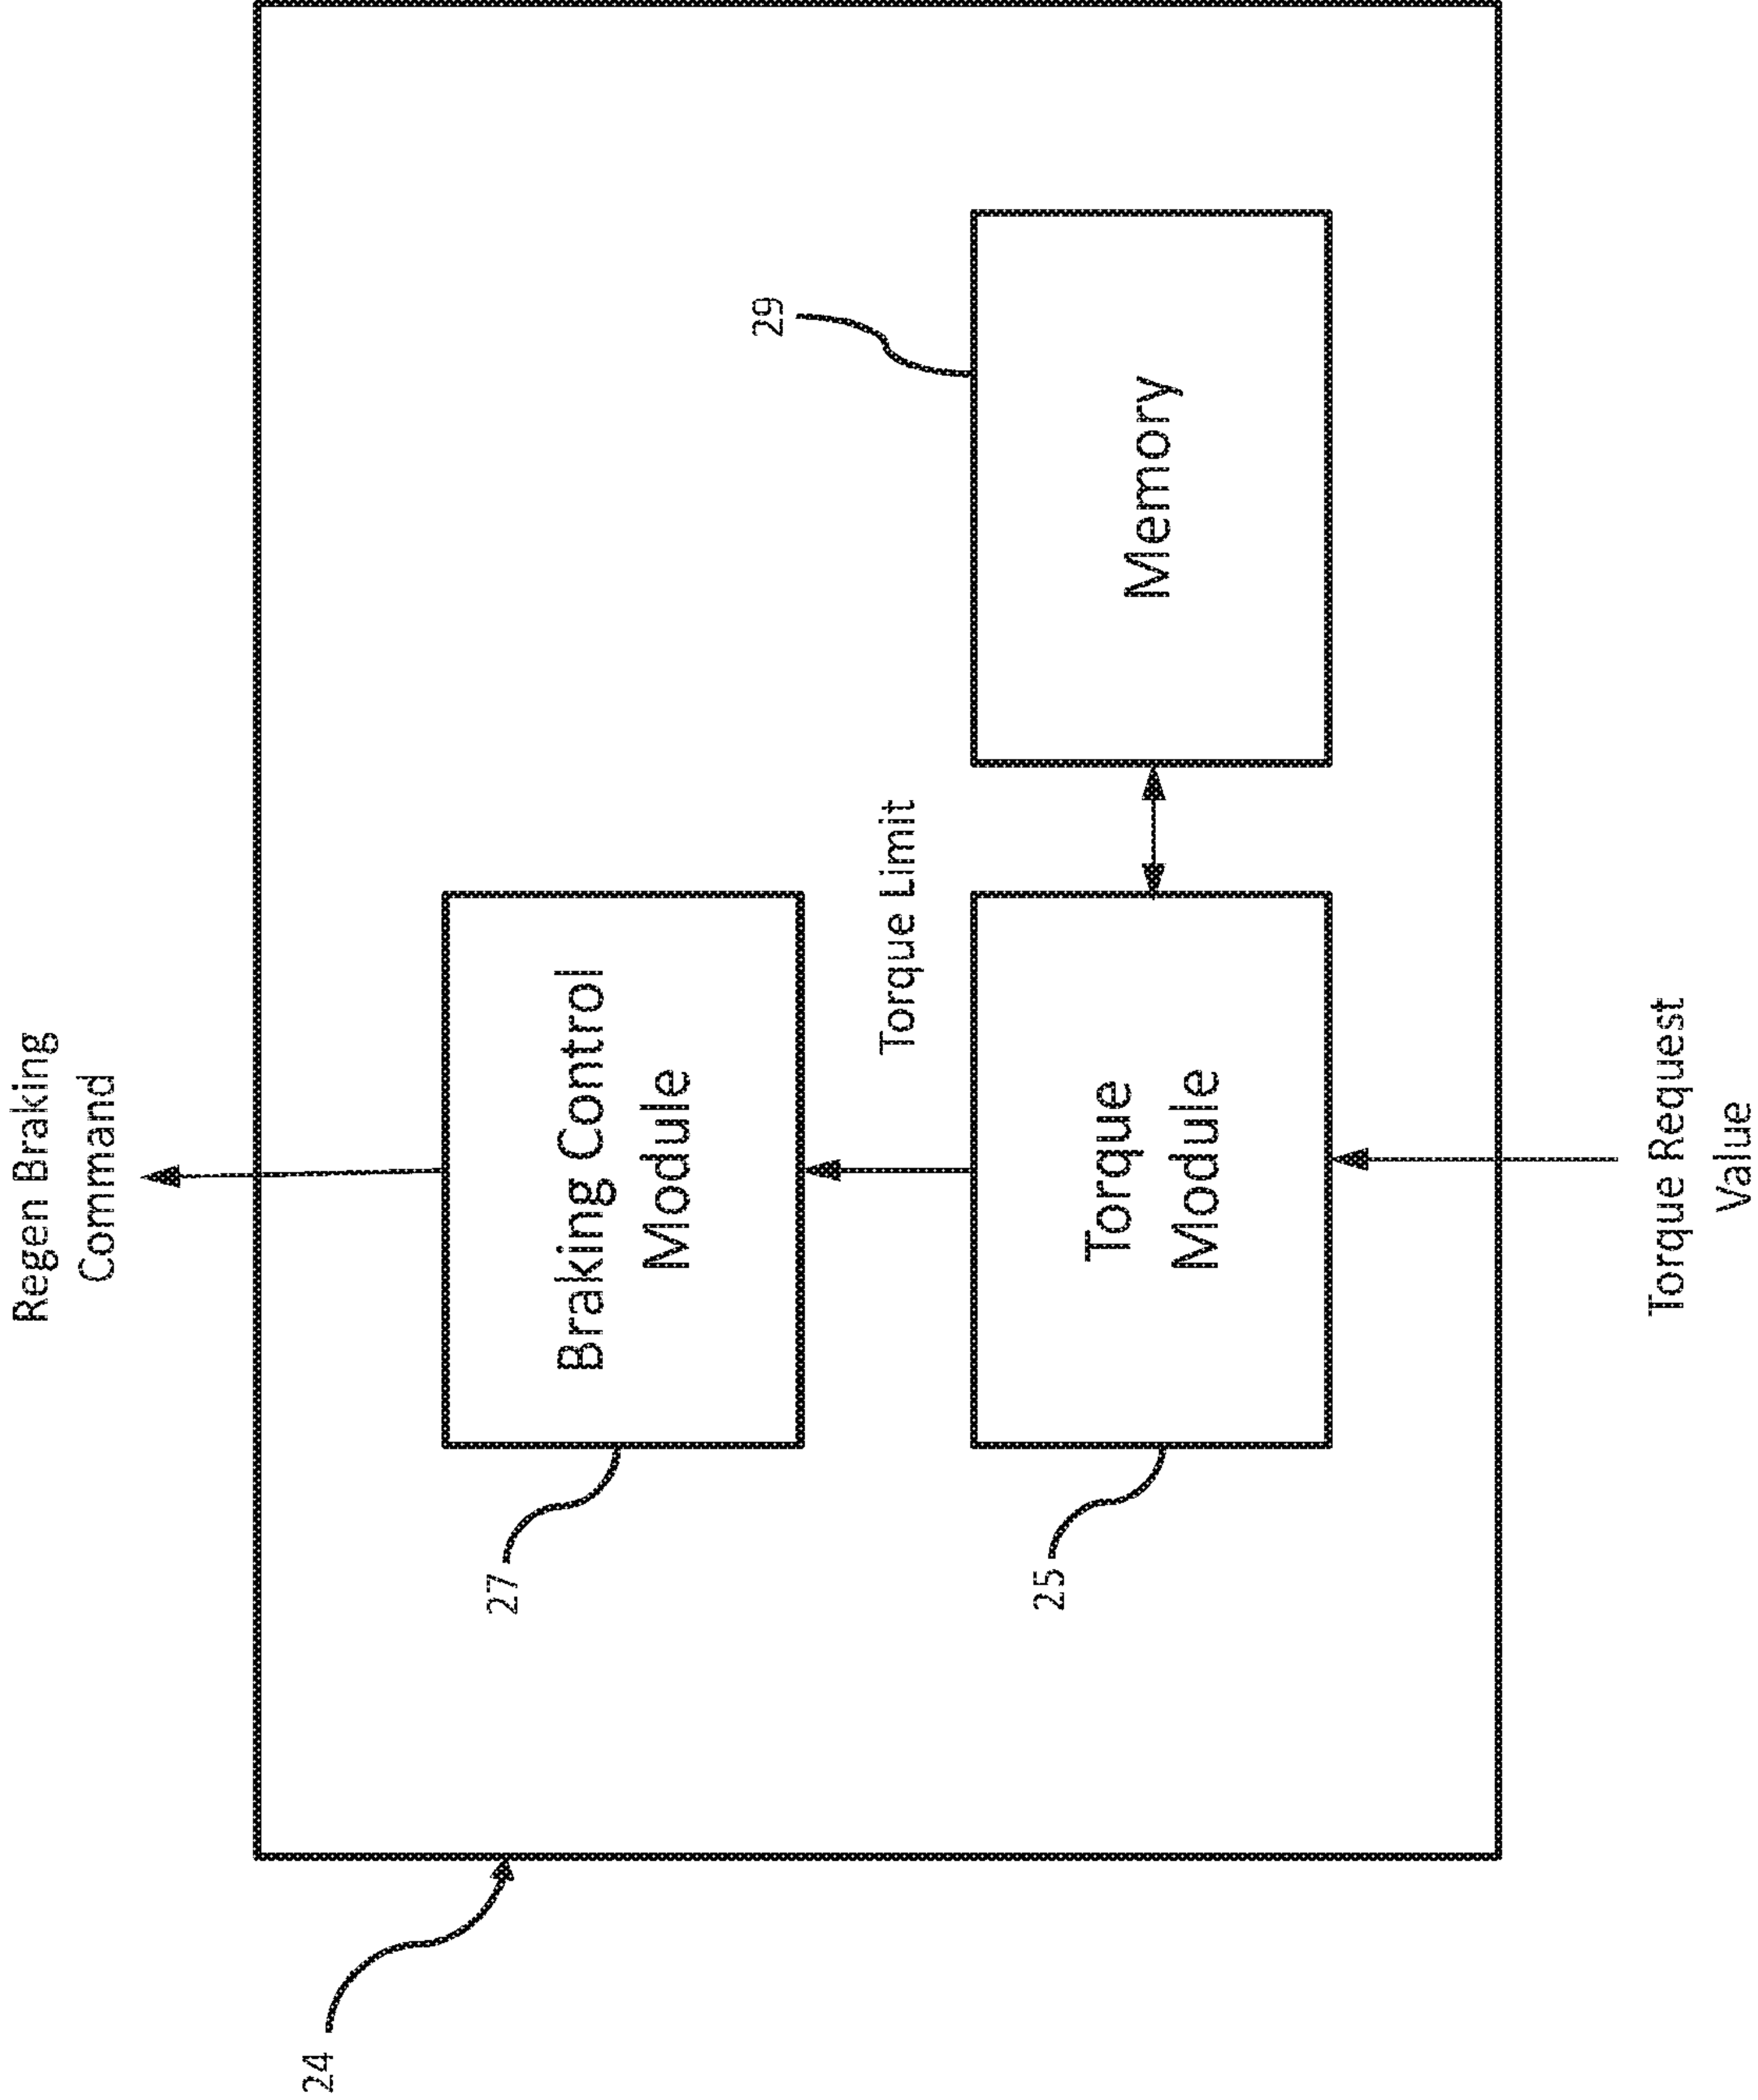 Regen Braking
Command
24
27
Braking Control
Module
29
Torque Limit
25
Torque
Module
Memory
Torque Request
Value